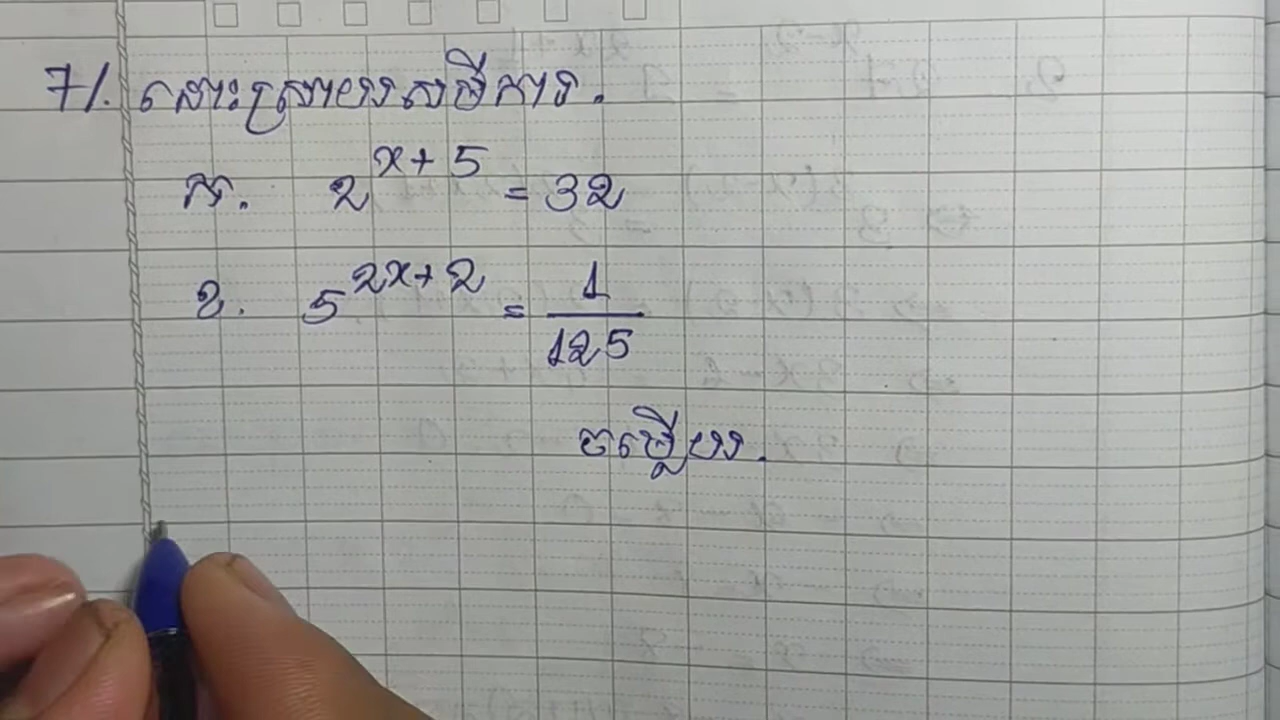 7/. ដោះស្រាយសមីការ.
ក. 2^{x+5} = 32
ខ. 5^{2x+2} = \frac{1}{125}
ចម្លើយ.